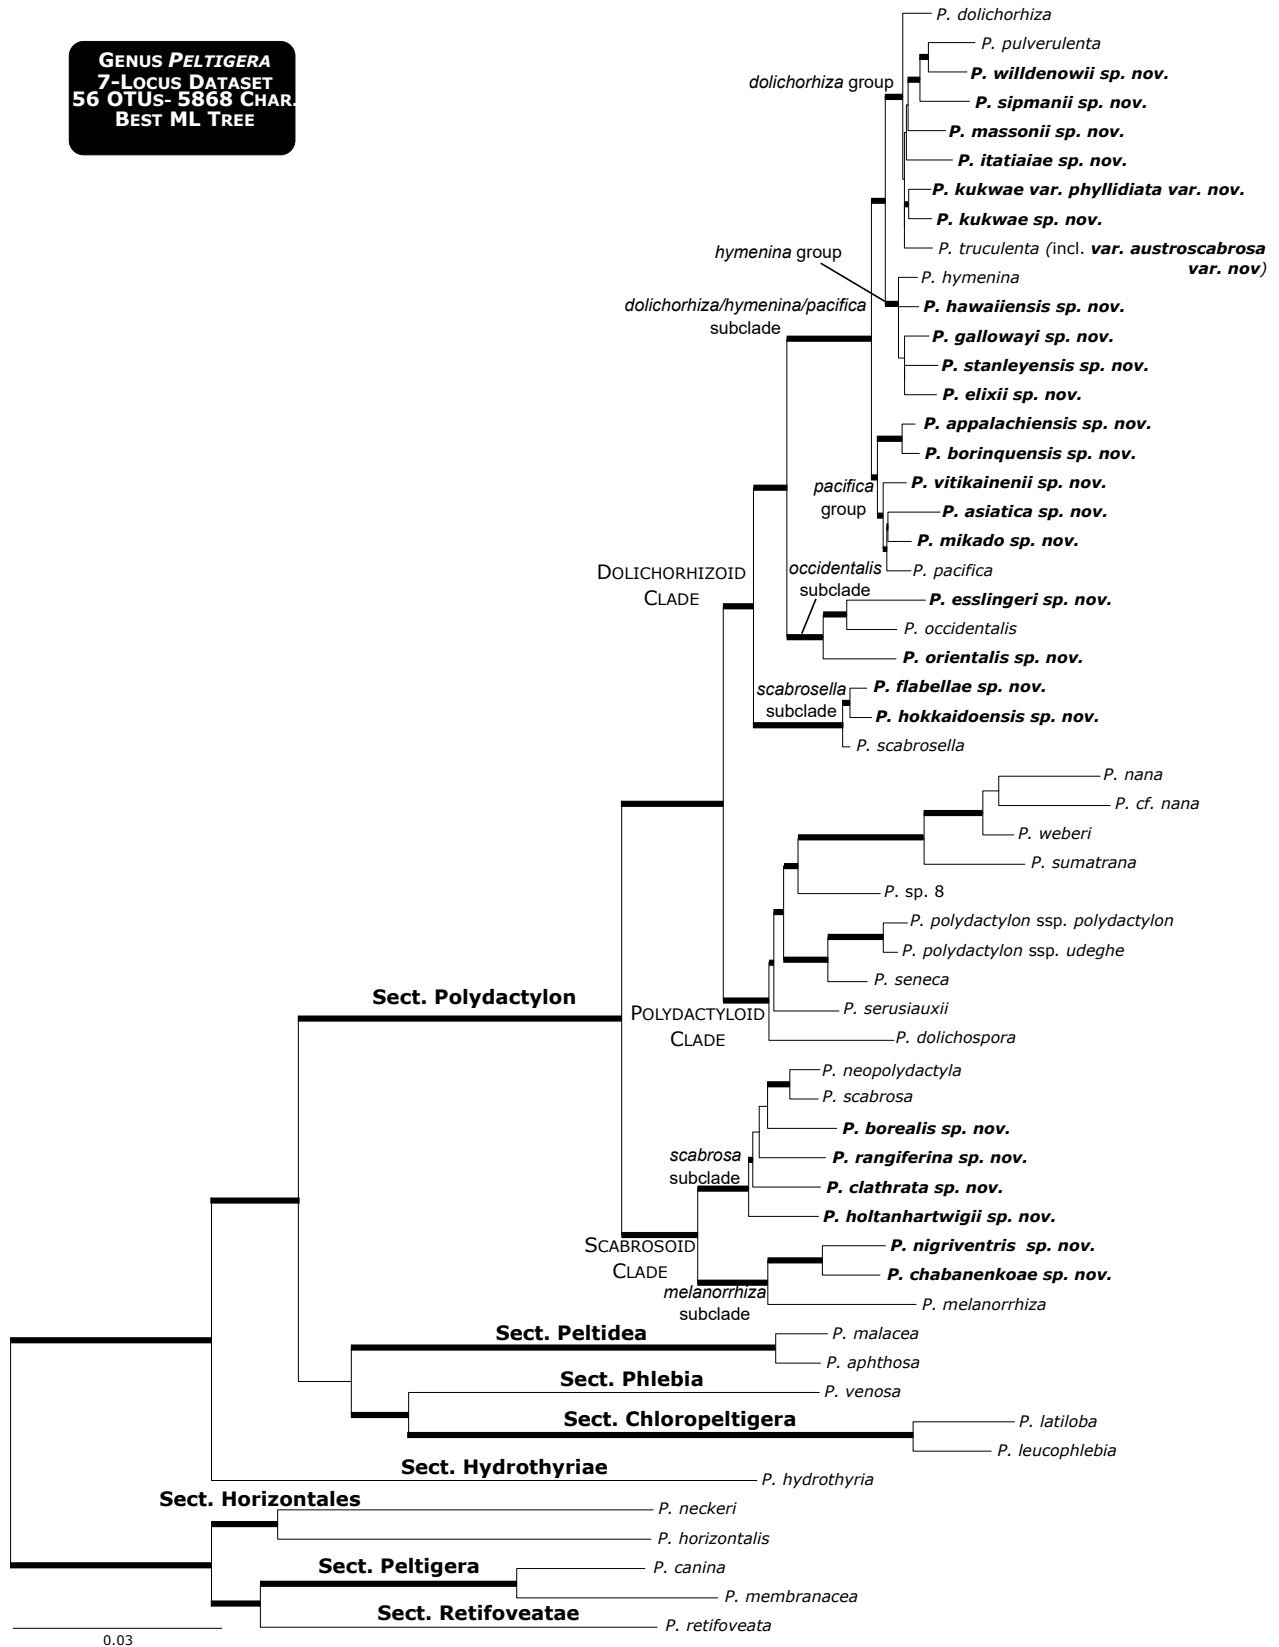 GENUS PELTIGERA
7-LOCUS DATASET
56 OTUS- 5868 CHAR.
BEST ML TREE
P. dolichorhiza
P. pulverulenta
P. willdenowii sp. nov.
dolichorhiza group
P. sipmanii sp. nov.
P. massonii sp. nov.
P. itatiaiae sp. nov.
P. kukwae var. phyllidiata var. nov.
P. kukwae sp. nov.
P. truculenta (incl. var. austroscabrosa
var. nov)
hymenina group
P. hymenina
P. hawaiiensis sp. nov.
dolichorhiza/hymenina/pacifica
subclade
P. gallowayi sp. nov.
P. stanleyensis sp. nov.
P. elixii sp. nov.
P. appalachiensis sp. nov.
P. borinquensis sp. nov.
pacifica
group
P. vitikainenii sp. nov.
P. asiatica sp. nov.
P. mikado sp. nov.
P. pacifica
DOLICHORHIZOID
CLADE
occidentalis
subclade
P. esslingeri sp. nov.
P. occidentalis
P. orientalis sp. nov.
scabrosella
subclade
P. flabellae sp. nov.
P. hokkaidoensis sp. nov.
P. scabrosella
P. nana
P. cf. nana
P. weberi
P. sumatrana
P. sp. 8
P. polydactylon ssp. polydactylon
P. polydactylon ssp. udeghe
P. seneca
Sect. Polydactylon
P. serusiauxii
POLYDACTYLOID
CLADE
P. dolichospora
P. neopolydactyla
P. scabrosa
P. borealis sp. nov.
scabrosa
subclade
P. rangiferina sp. nov.
P. clathrata sp. nov.
P. holtanhartwigii sp. nov.
SCABROSOID
CLADE
P. nigriventris sp. nov.
P. chabanenkoae sp. nov.
melanorrhiza
subclade
P. melanorrhiza
Sect. Peltidea
P. malacea
P. aphthosa
Sect. Phlebia
P. venosa
Sect. Chloropeltigera
P. latiloba
P. leucophlebia
Sect. Hydrothyriae
P. hydrothyria
Sect. Horizontales
P. neckeri
P. horizontalis
Sect. Peltigera
P. canina
P. membranacea
Sect. Retifoveatae
P. retifoveata
0.03